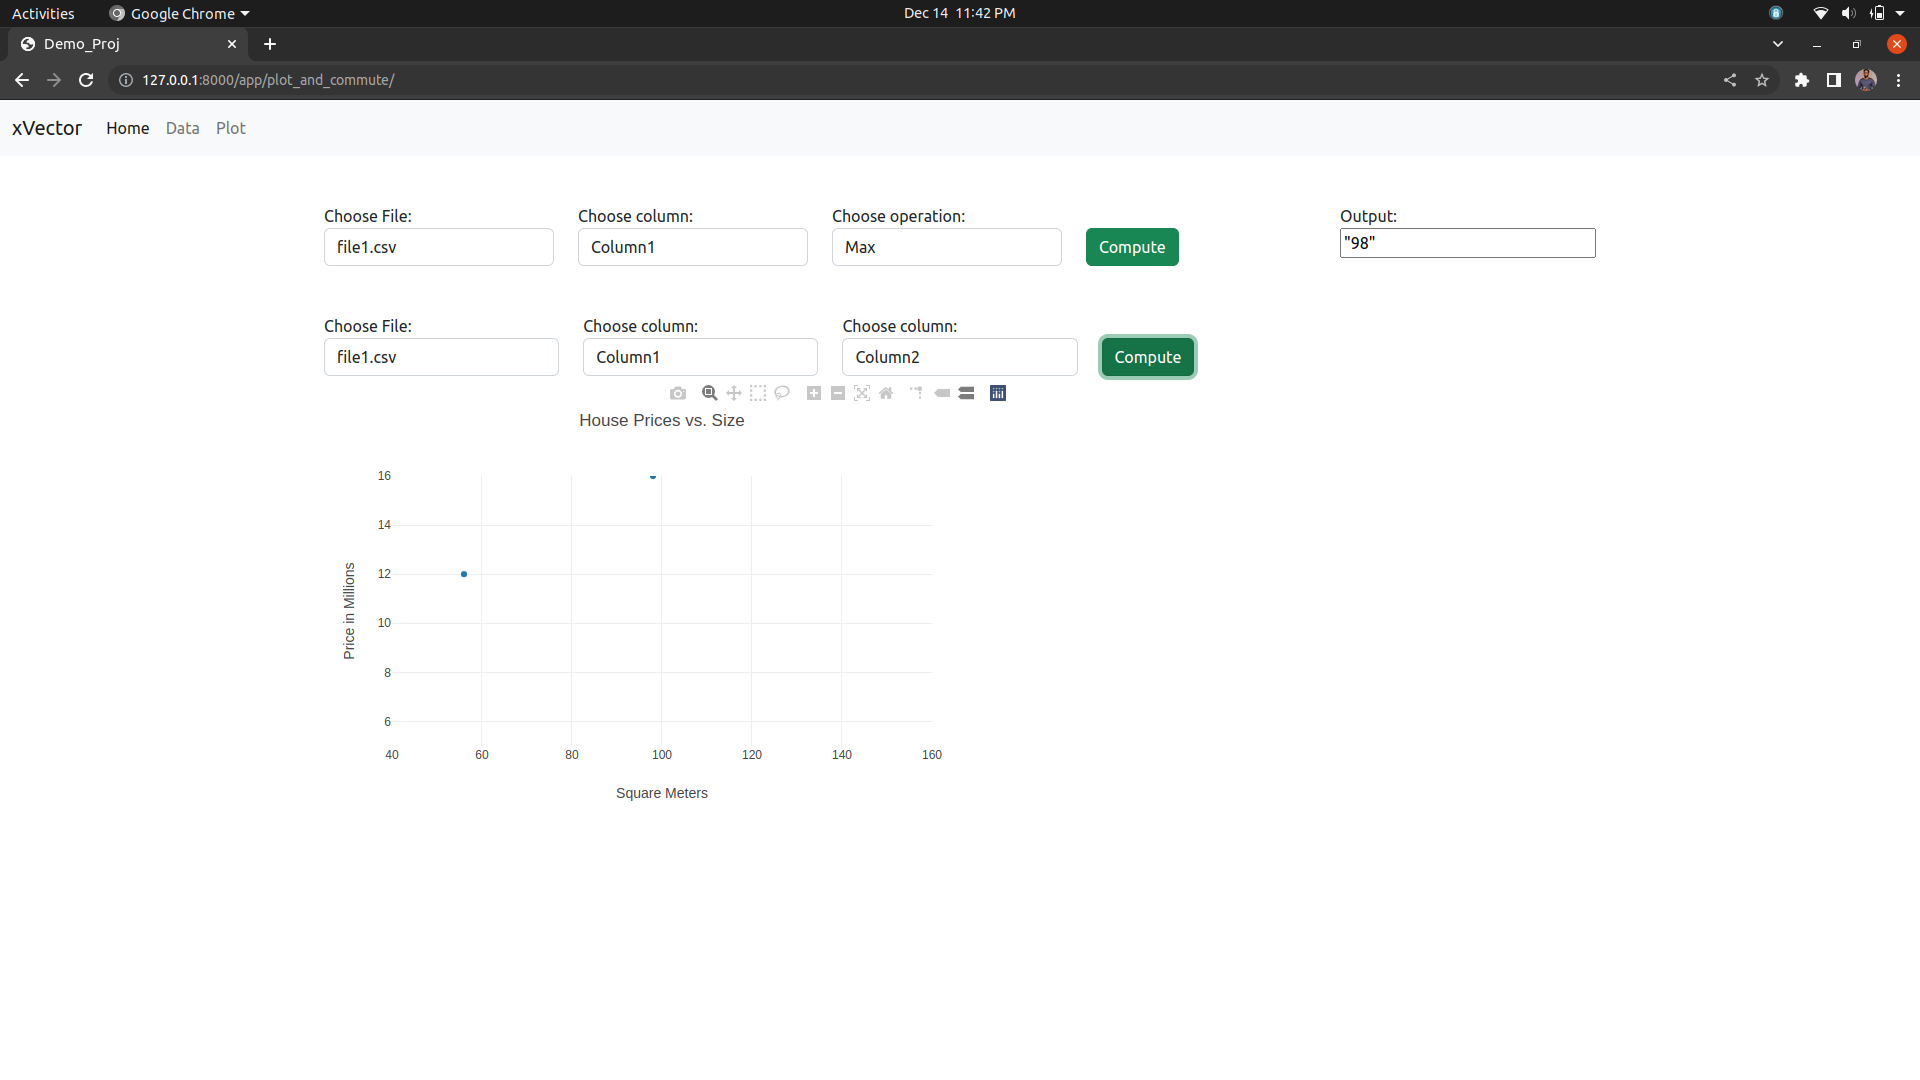 Activities Google Chrome Dec 14 11:42 PM
Demo_Proj
127.0.0.1:8000/app/plot_and_commute/
xVector Home Data Plot
Choose File: Choose column: Choose operation: Output:
file1.csv Column1 Max Compute "98"
Choose File: Choose column: Choose column:
file1.csv Column1 Column2 Compute
House Prices vs. Size
16
14
12
10
8
6
Price in Millions
40 60 80 100 120 140 160
Square Meters